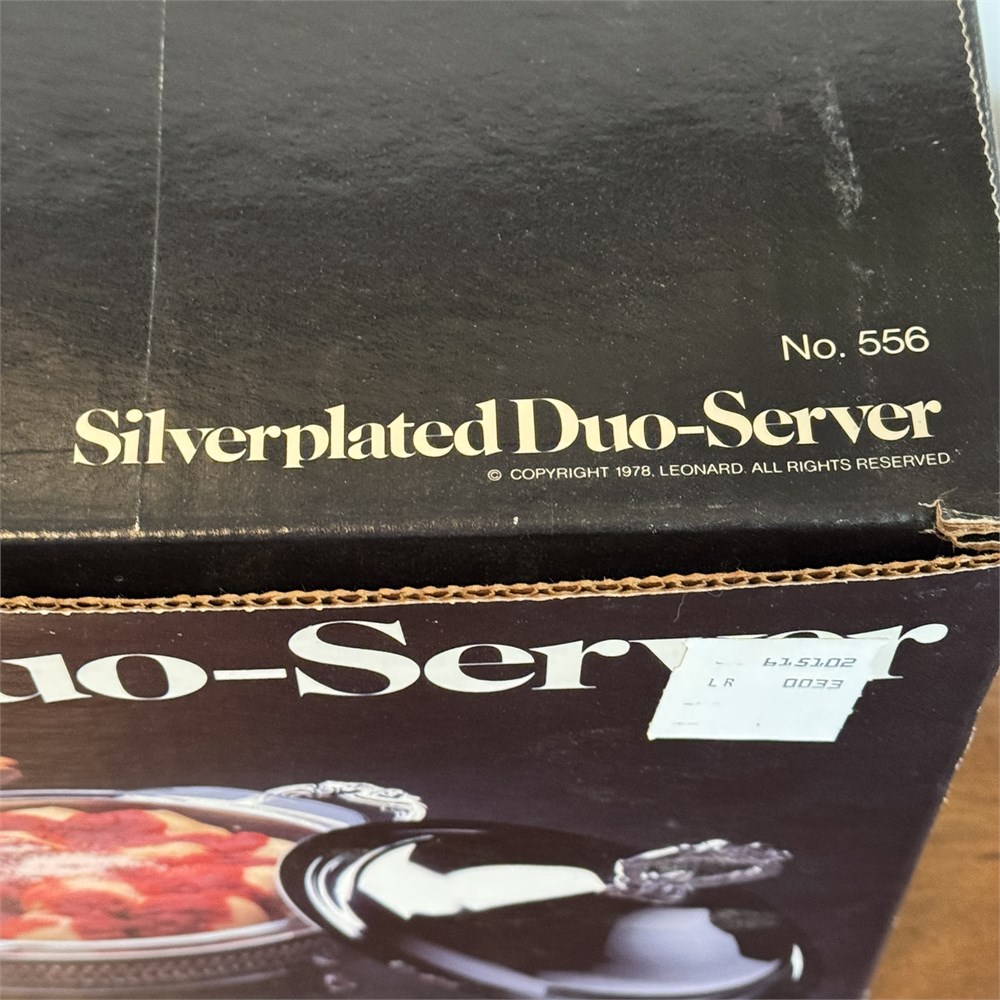 No. 556
Silverplated Duo-Server
© COPYRIGHT 1978, LEONARD. ALL RIGHTS RESERVED.
uo-Server
615102
LR 0033